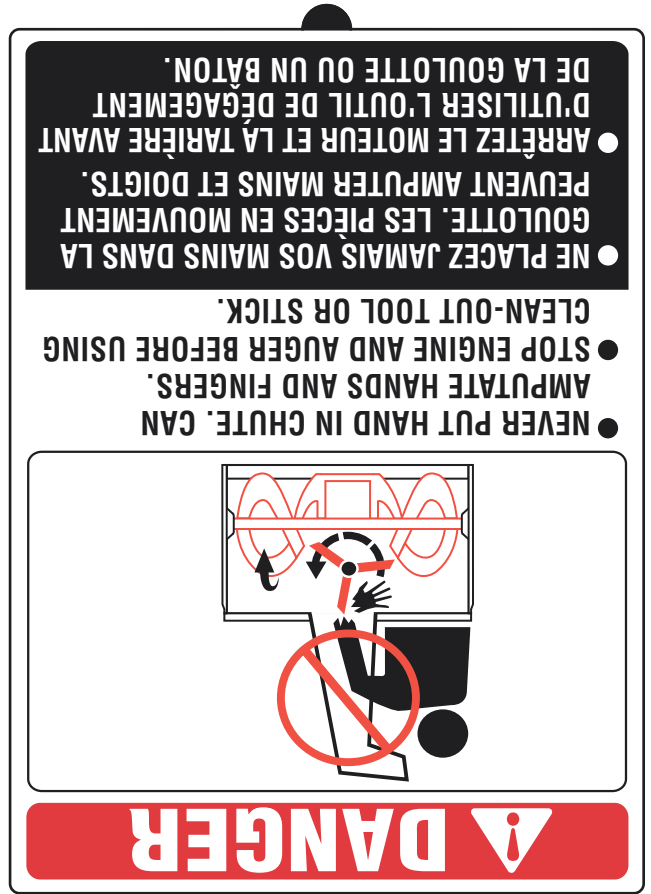 DANGER
● NEVER PUT HAND IN CHUTE. CAN
AMPUTATE HANDS AND FINGERS.
● STOP ENGINE AND AUGER BEFORE USING
CLEAN-OUT TOOL OR STICK.
● NE PLACEZ JAMAIS VOS MAINS DANS LA
GOULOTTE. LES PIÈCES EN MOUVEMENT
PEUVENT AMPUTER MAINS ET DOIGTS.
● ARRÊTEZ LE MOTEUR ET LA TARIÈRE AVANT
D'UTILISER L'OUTIL DE DÉGAGEMENT
DE LA GOULOTTE OU UN BÂTON.